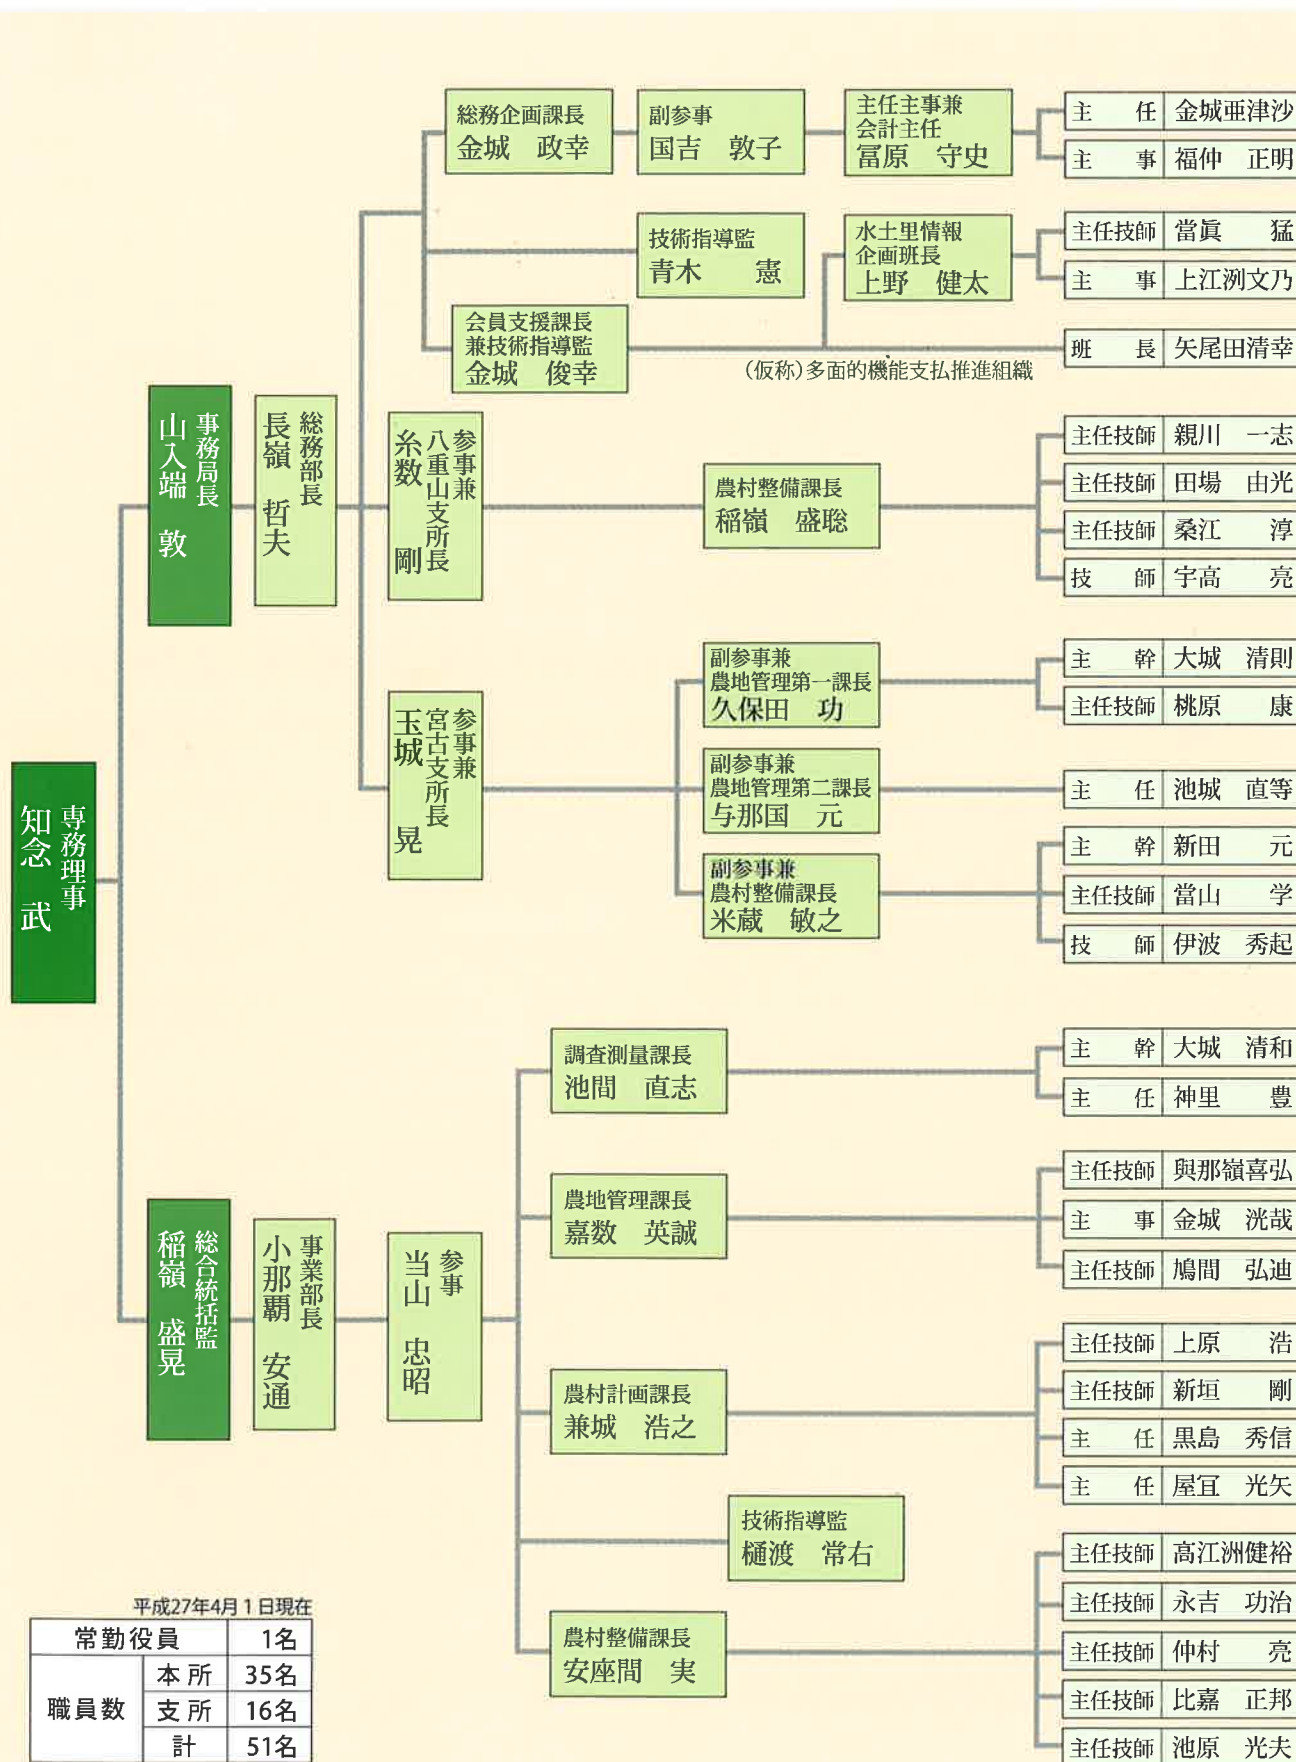 専務理事
知念 武
事務局長
山入端 敦
総務部長
長嶺 哲夫
総務企画課長
金城 政幸
副参事
国吉 敦子
主任主事兼
会計主任
冨原 守史
主 任 金城亜津沙
主 事 福仲 正明
技術指導監
青木 憲
会員支援課長
兼技術指導監
金城 俊幸
水土里情報
企画班長
上野 健太
主任技師 當眞 猛
主 事 上江洌文乃
班 長 矢尾田清幸
(仮称)多面的機能支払推進組織
参事兼
八重山支所長
糸数 剛
農村整備課長
稲嶺 盛聡
主任技師 親川 一志
主任技師 田場 由光
主任技師 桑江 淳
技 師 宇高 亮
参事兼
宮古支所長
玉城 晃
副参事兼
農地管理第一課長
久保田 功
主 幹 大城 清則
主任技師 桃原 康
副参事兼
農地管理第二課長
与那国 元
主 任 池城 直等
副参事兼
農村整備課長
米蔵 敏之
主 幹 新田 元
主任技師 當山 学
技 師 伊波 秀起
総合統括監
稲嶺 盛晃
事業部長
小那覇 安通
参事
当山 忠昭
調査測量課長
池間 直志
主 幹 大城 清和
主 任 神里 豊
農地管理課長
嘉数 英誠
主任技師 與那嶺喜弘
主 事 金城 洸哉
主任技師 鳩間 弘迪
農村計画課長
兼城 浩之
主任技師 上原 浩
主任技師 新垣 剛
主 任 黒島 秀信
主 任 屋冝 光矢
技術指導監
樋渡 常右
農村整備課長
安座間 実
主任技師 高江洲健裕
主任技師 永吉 功治
主任技師 仲村 亮
主任技師 比嘉 正邦
主任技師 池原 光夫
平成27年4月1日現在
常勤役員 1名
職員数
本所 35名
支所 16名
計 51名